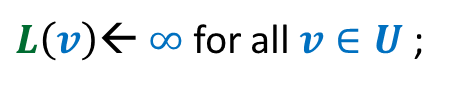 L(v)← ∞ for all v ∈ U ;